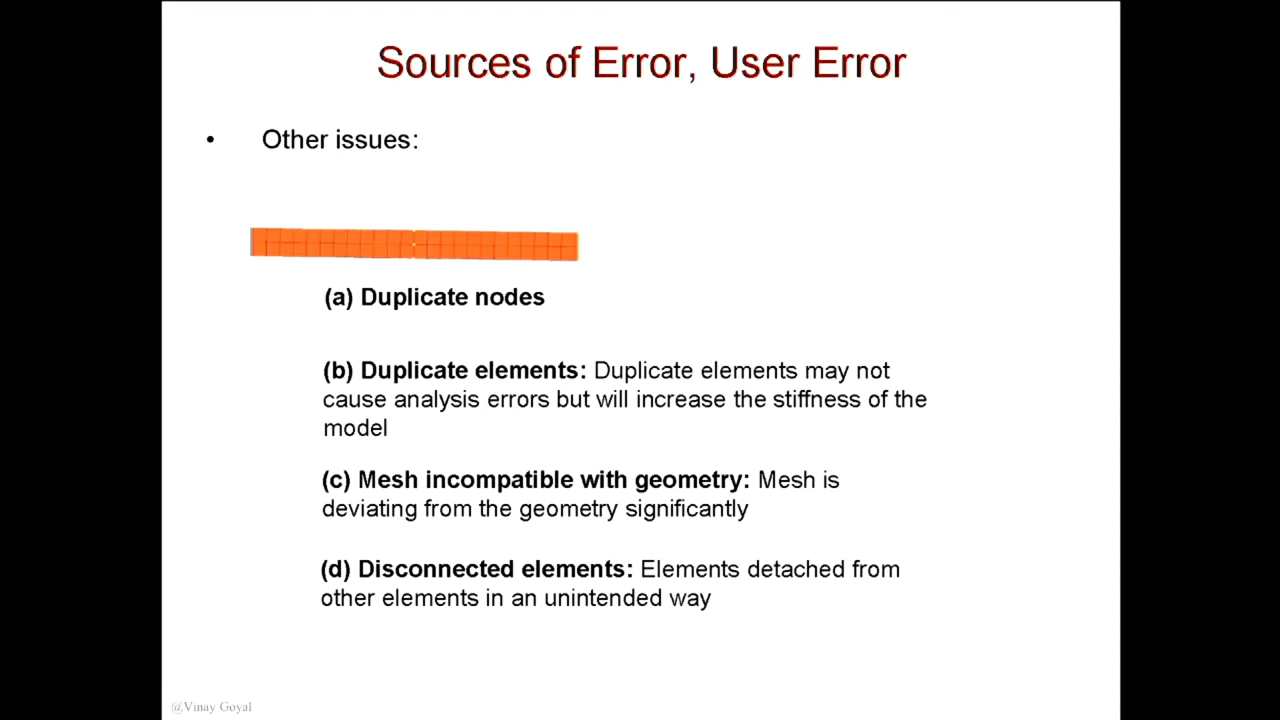 Sources of Error, User Error
• Other issues:
(a) Duplicate nodes
(b) Duplicate elements: Duplicate elements may not
cause analysis errors but will increase the stiffness of the
model
(c) Mesh incompatible with geometry: Mesh is
deviating from the geometry significantly
(d) Disconnected elements: Elements detached from
other elements in an unintended way
@Vinay Goyal